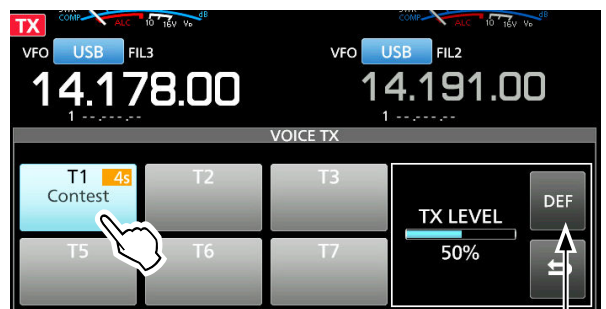 SWR
COMP ALC 10 16V VD dB
COMP ALC 10 16V VD dB
TX
VFO USB FIL3
VFO USB FIL2
14.178.00
14.191.00
1 --.---.--
1 --.---.--
VOICE TX
T1 4s
Contest
T2
T3
TX LEVEL
50%
DEF
T5
T6
T7